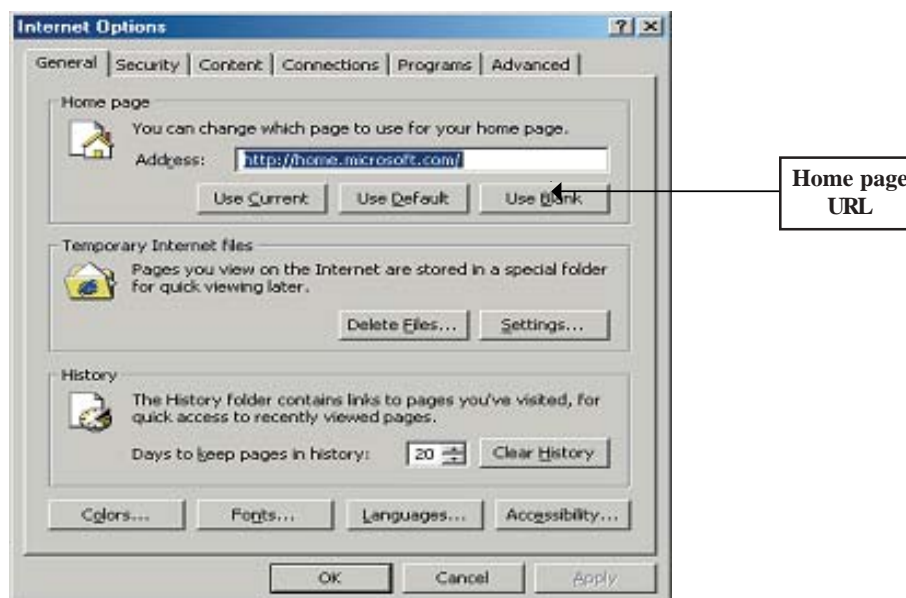 Internet Options
General Security Content Connections Programs Advanced
Home page
You can change which page to use for your home page.
Address: http://home.microsoft.com/
Use Current Use Default Use Blank
Home page
URL
Temporary Internet files
Pages you view on the Internet are stored in a special folder
for quick viewing later.
Delete Files... Settings...
History
The History folder contains links to pages you've visited, for
quick access to recently viewed pages.
Days to keep pages in history: 20 Clear History
Colors... Fonts... Languages... Accessibility...
OK Cancel Apply